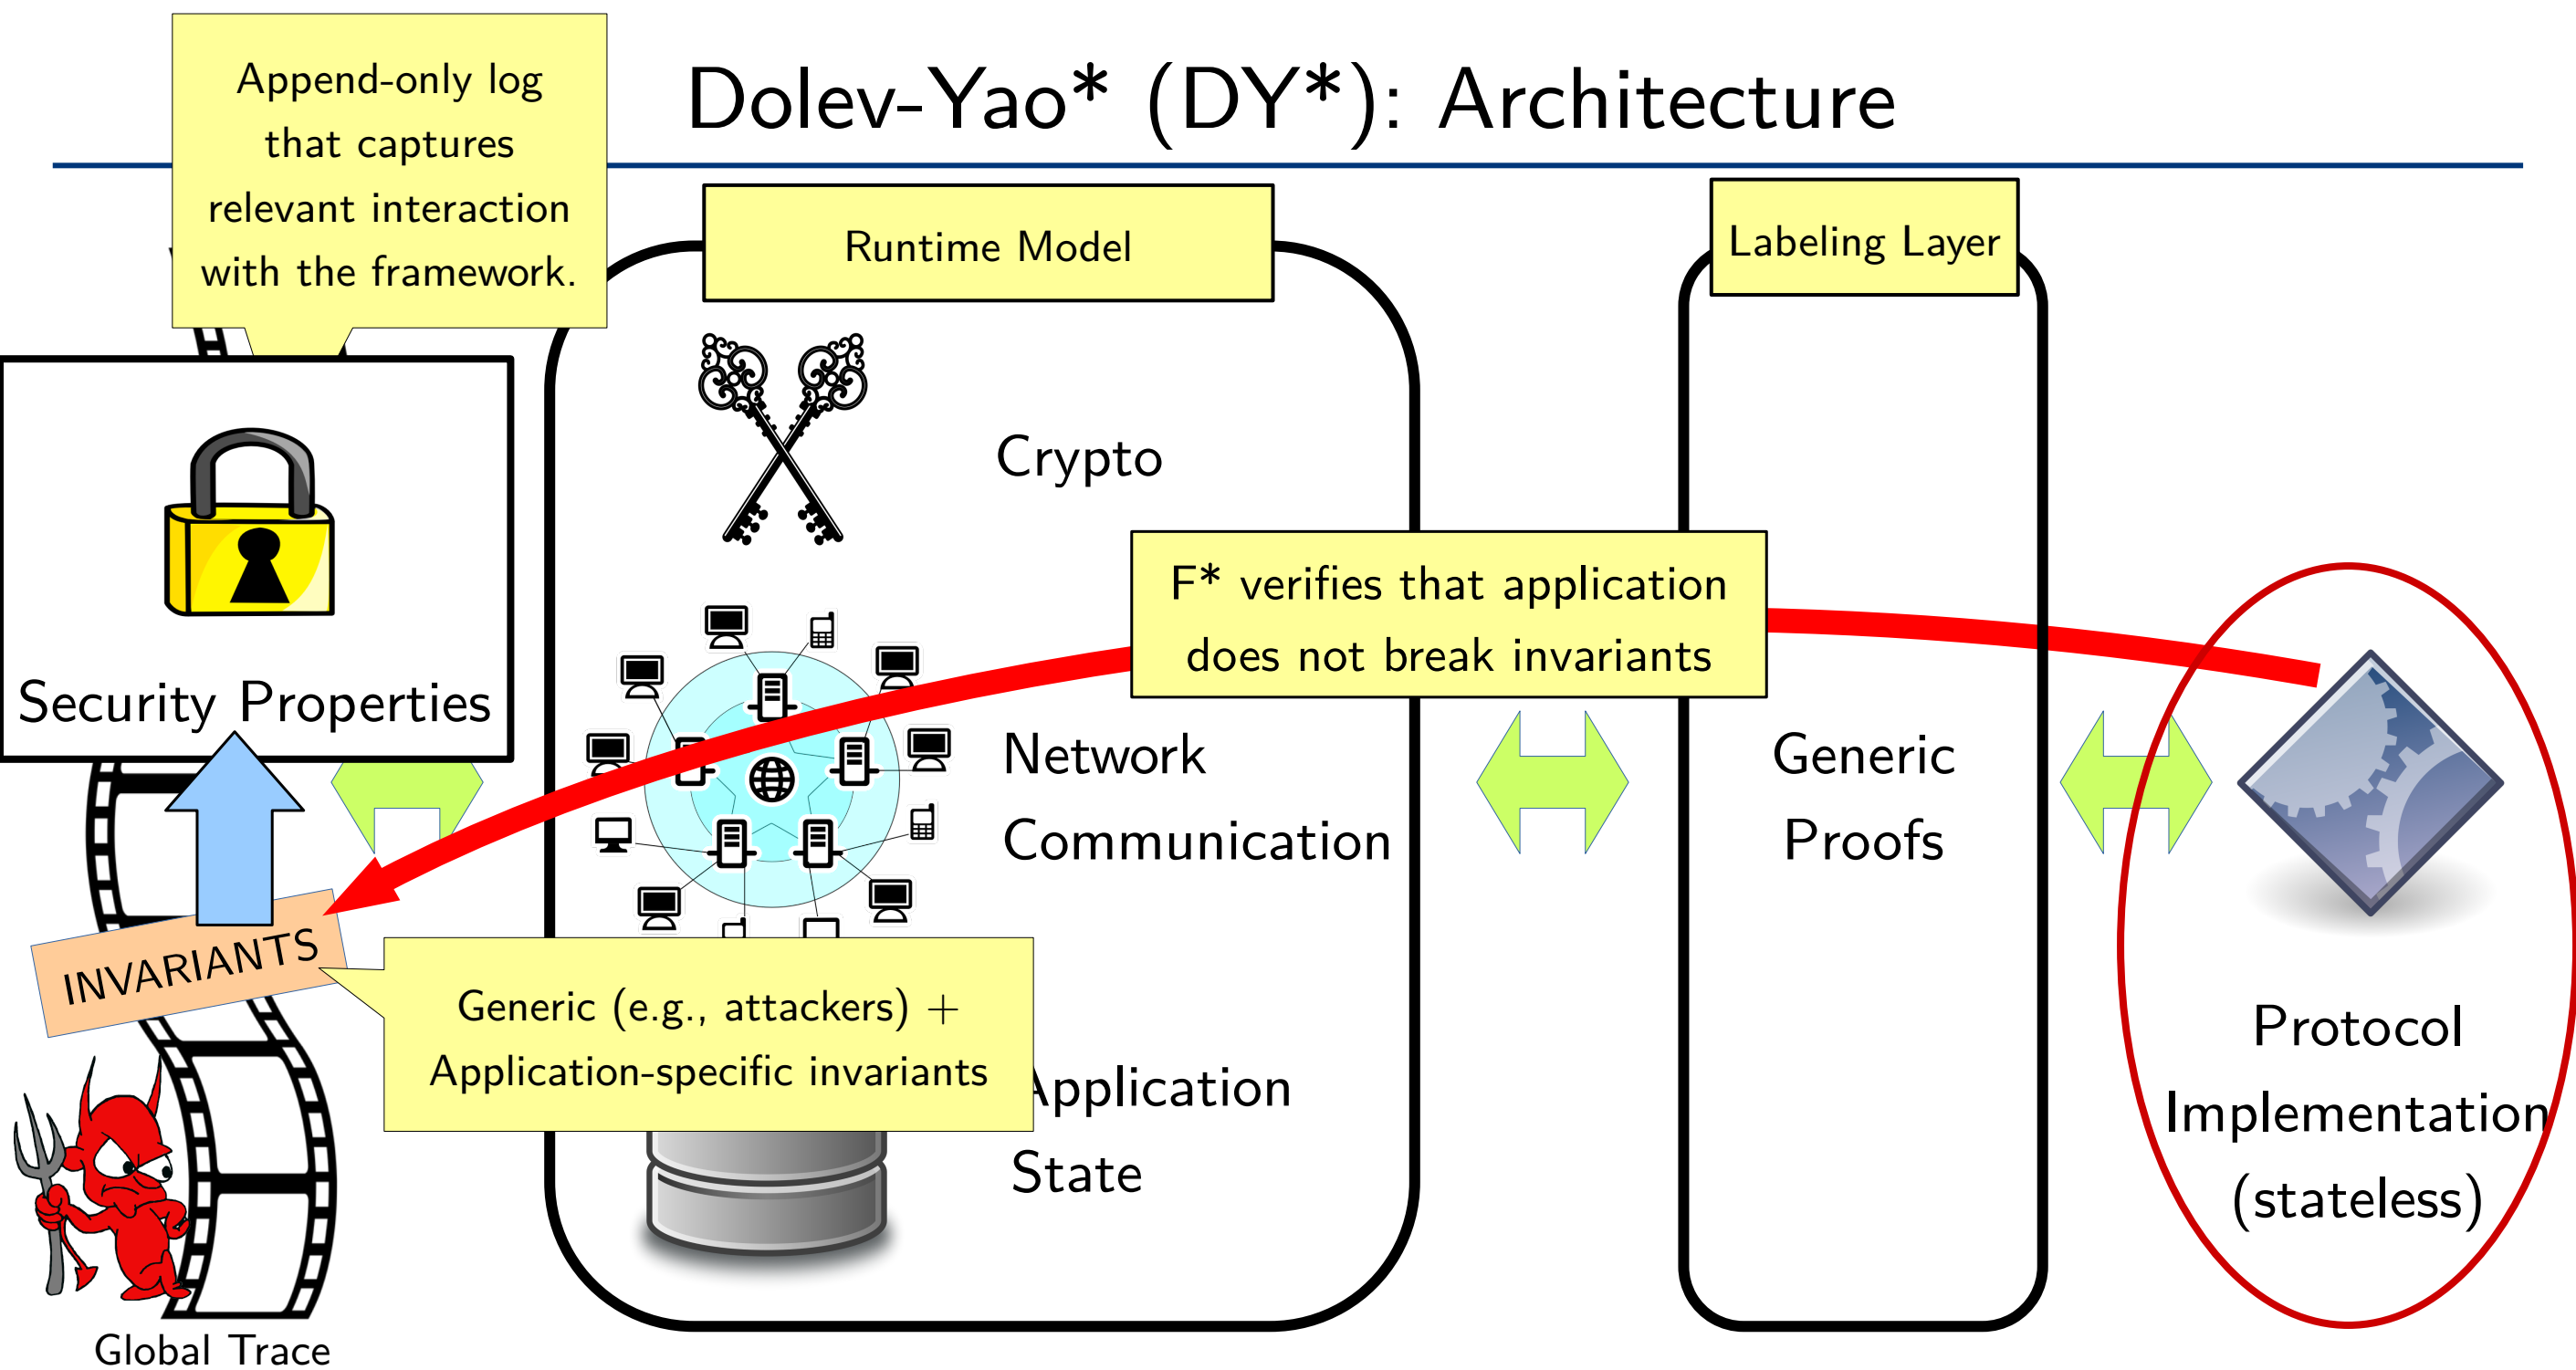 Dolev-Yao* (DY*): Architecture
Append-only log
that captures
relevant interaction
with the framework.
Runtime Model
Labeling Layer
Crypto
F* verifies that application
does not break invariants
Security Properties
Network
Communication
Generic
Proofs
INVARIANTS
Generic (e.g., attackers) +
Application-specific invariants
Application
State
Protocol
Implementation
(stateless)
Global Trace